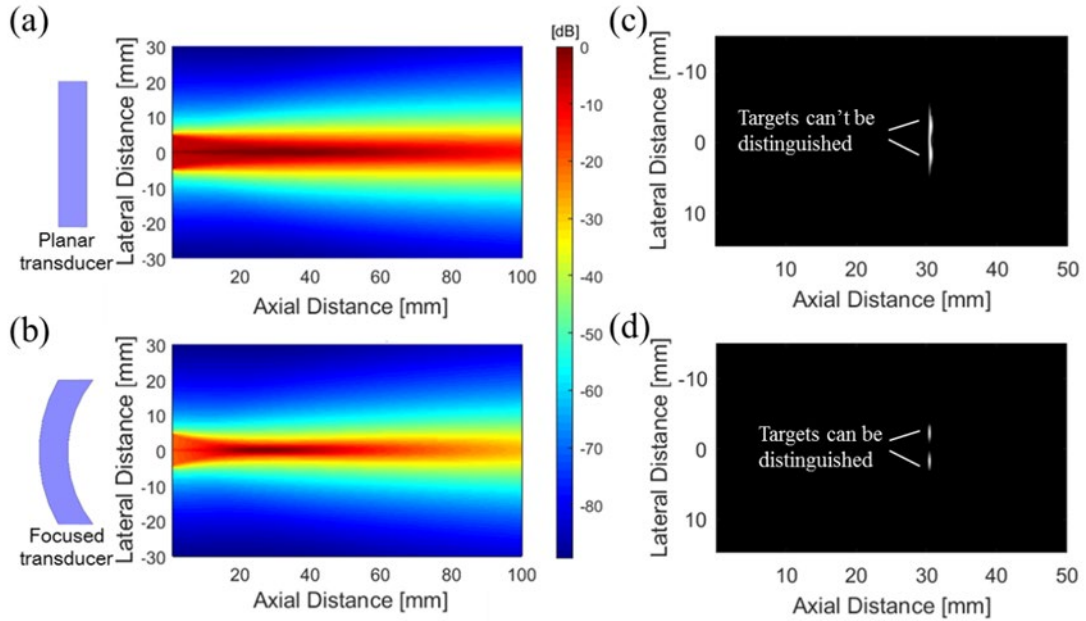 (a)
Lateral Distance [mm]
30
20
10
0
-10
-20
-30
20
40
60
80
100
Axial Distance [mm]
Planar
transducer
[dB]
0
-10
-20
-30
-40
-50
-60
-70
-80
(b)
Lateral Distance [mm]
30
20
10
0
-10
-20
-30
20
40
60
80
100
Axial Distance [mm]
Focused
transducer
(c)
Lateral Distance [mm]
-10
0
10
Targets can't be
distinguished
10
20
30
40
50
Axial Distance [mm]
(d)
Lateral Distance [mm]
-10
0
10
Targets can be
distinguished
10
20
30
40
50
Axial Distance [mm]